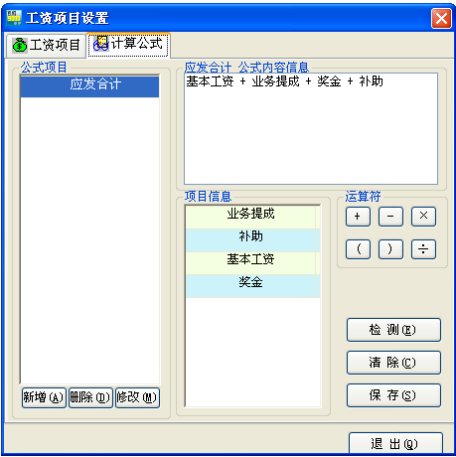 工资项目设置
工资项目 计算公式
公式项目
应发合计
应发合计 公式内容信息
基本工资 + 业务提成 + 奖金 + 补助
项目信息
业务提成
补助
基本工资
奖金
运算符
+ - ×
( ) ÷
检 测(E)
清 除(C)
保 存(S)
新增(A) 删除(D) 修改(M)
退 出(Q)